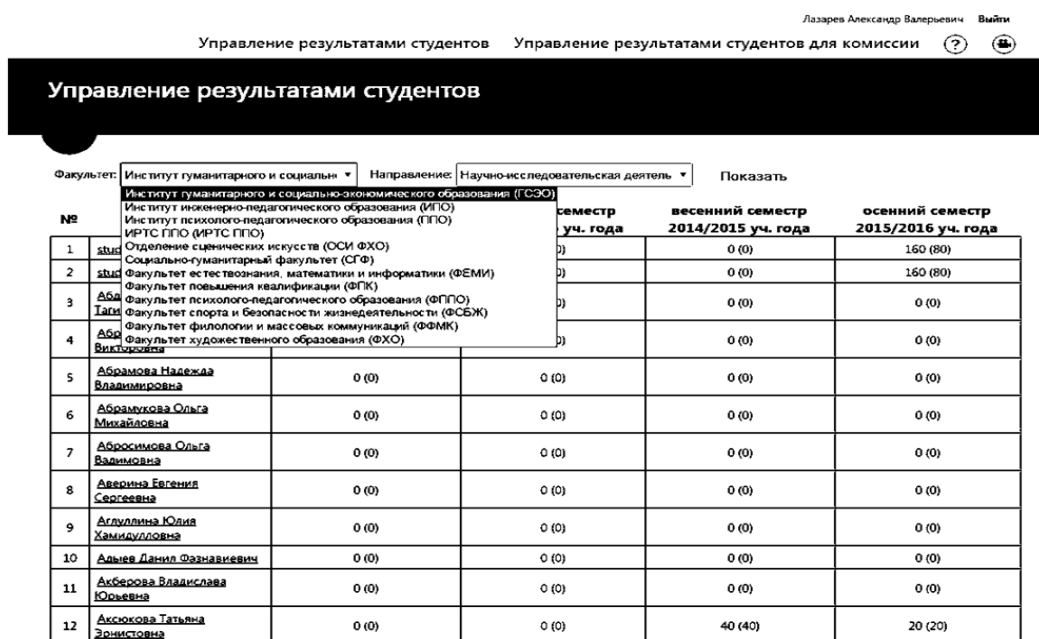 Лазарев Александр Валерьевич Выйти
Управление результатами студентов Управление результатами студентов для комиссии ?
Управление результатами студентов
Факультет: Институт гуманитарного и социальн Направление: Научно-исследовательская деятель Показать
Институт гуманитарного и социально-экономического образования (ГСЭО)
Институт инженерно-педагогического образования (ИПО)
Институт психолого-педагогического образования (ППО)
ИРТС ППО (ИРТС ППО)
Отделение сценических искусств (ОСИ ФХО)
Социально-гуманитарный факультет (СГФ)
Факультет естествознания, математики и информатики (ФЕМИ)
Факультет повышения квалификации (ФПК)
Факультет психолого-педагогического образования (ФППО)
Факультет спорта и безопасности жизнедеятельности (ФСБЖ)
Факультет филологии и массовых коммуникаций (ФФМК)
Факультет художественного образования (ФХО)
№ семестр весенний семестр осенний семестр
уч. года 2014/2015 уч. года 2015/2016 уч. года
1 stud 0) 0 (0) 160 (80)
2 stud 0) 0 (0) 160 (80)
3 Абд
Таги 0) 0 (0) 0 (0)
4 Абр
Викторовна 0) 0 (0) 0 (0)
5 Абрамова Надежда
Владимировна 0 (0) 0 (0) 0 (0) 0 (0)
6 Абрамукова Ольга
Михайловна 0 (0) 0 (0) 0 (0) 0 (0)
7 Абросимова Ольга
Вадимовна 0 (0) 0 (0) 0 (0) 0 (0)
8 Аверина Евгения
Сергеевна 0 (0) 0 (0) 0 (0) 0 (0)
9 Аглуллина Юлия
Хамидулловна 0 (0) 0 (0) 0 (0) 0 (0)
10 Адыев Данил Фазнавиевич 0 (0) 0 (0) 0 (0) 0 (0)
11 Акберова Владислава
Юрьевна 0 (0) 0 (0) 0 (0) 0 (0)
12 Аксюкова Татьяна
Эрнистовна 0 (0) 0 (0) 40 (40) 20 (20)